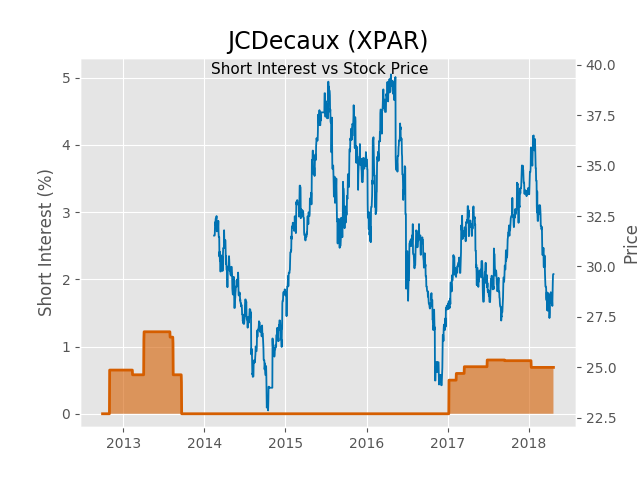 JCDecaux (XPAR)
Short Interest vs Stock Price
Short Interest (%)
5
4
3
2
1
0
40.0
37.5
35.0
32.5
30.0
27.5
25.0
22.5
Price
2013 2014 2015 2016 2017 2018